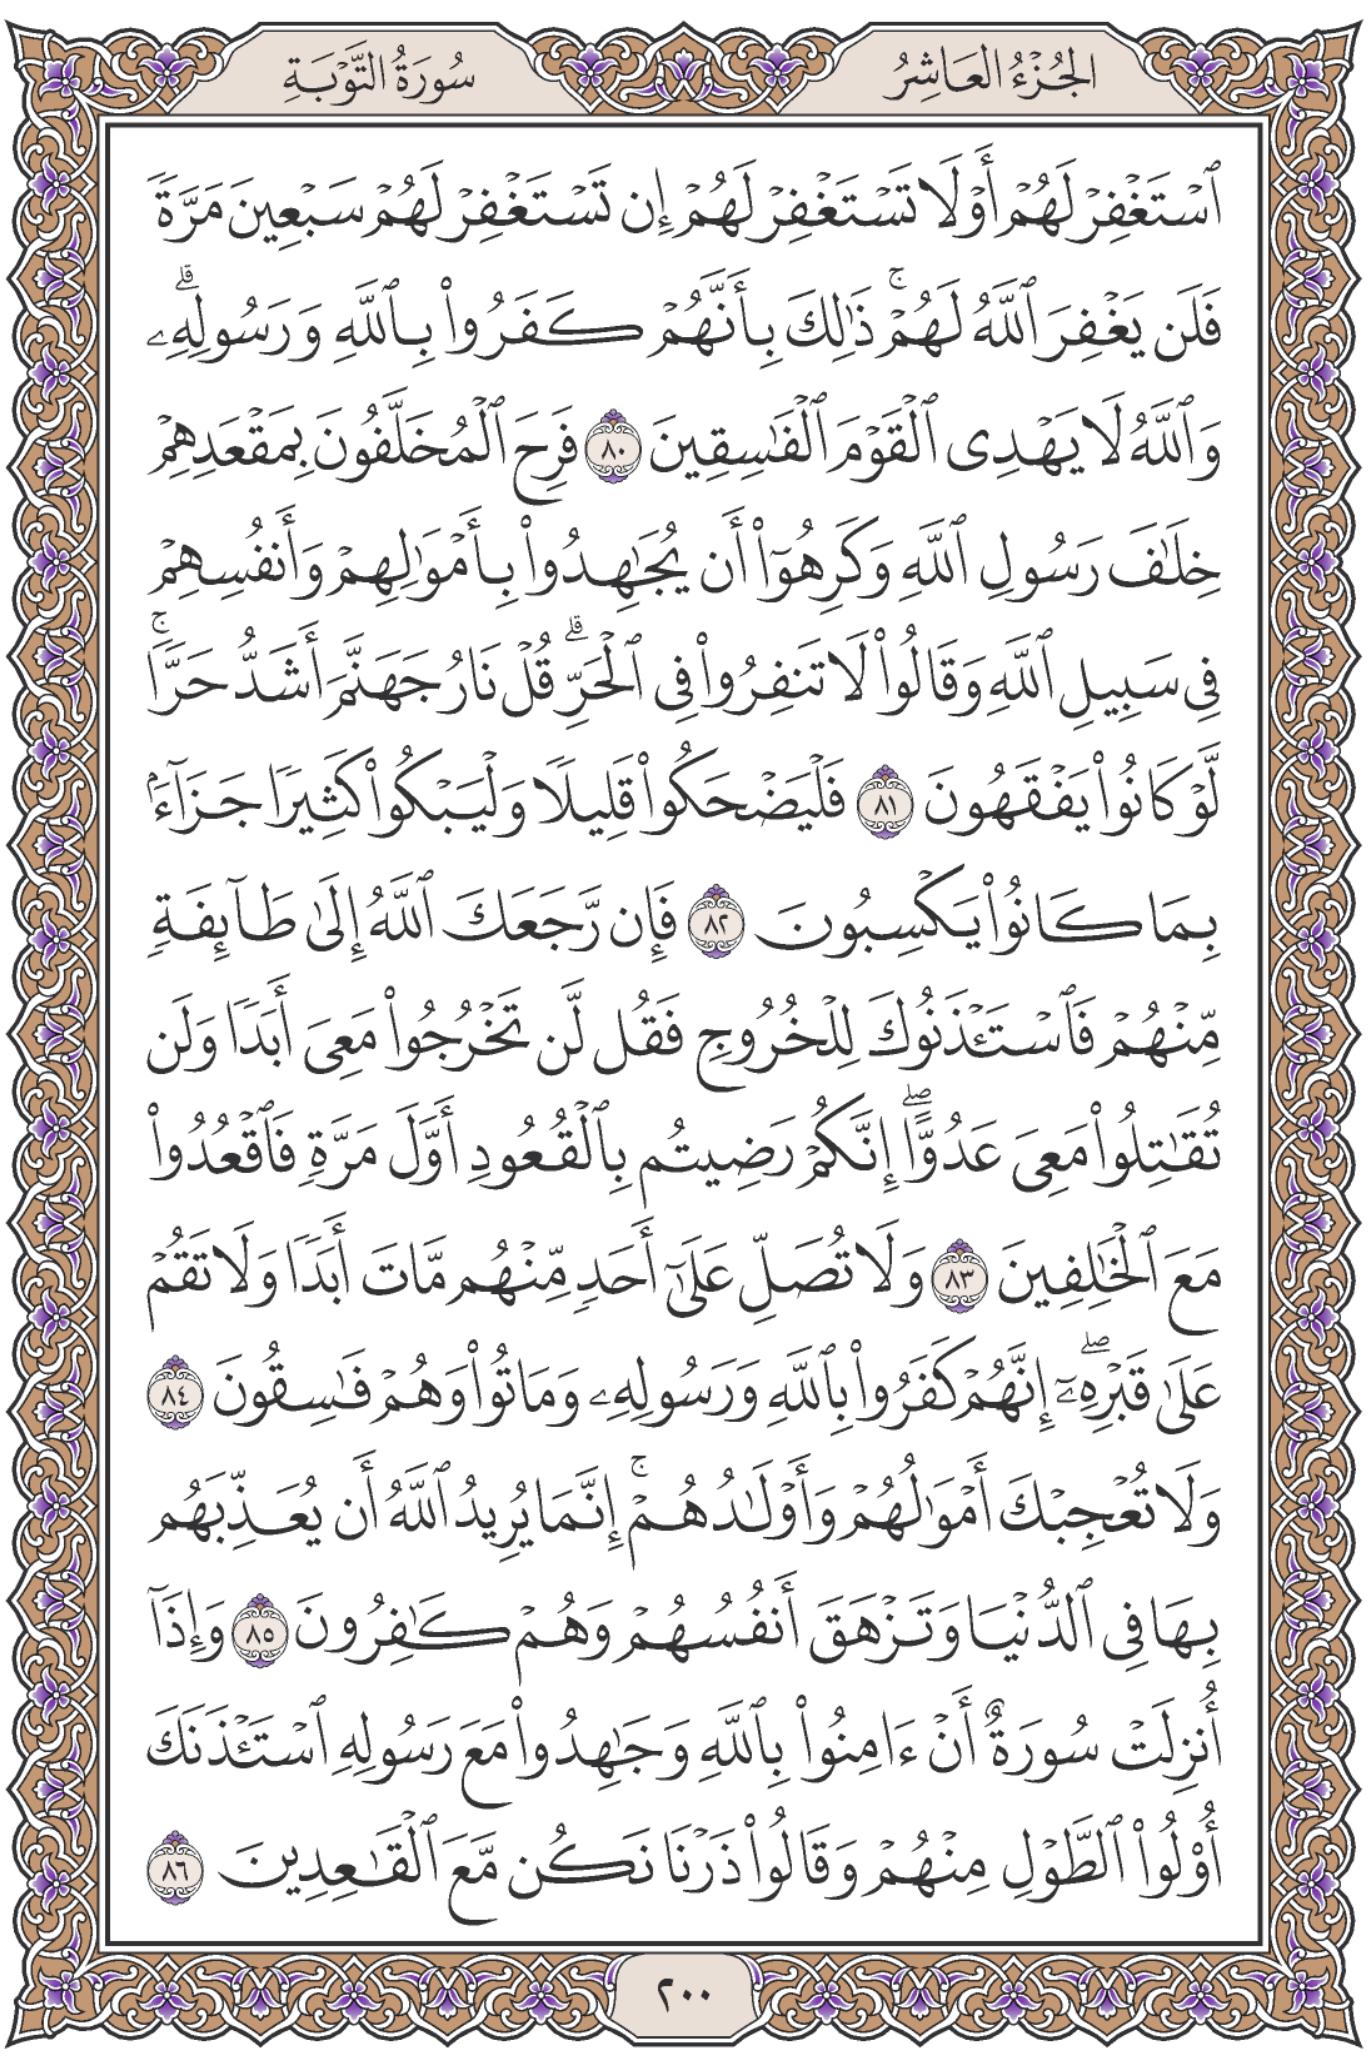 الجُزْءُ العَاشِرُ
سُورَةُ التَّوْبَةِ
ٱسْتَغْفِرْ لَهُمْ أَوْ لَا تَسْتَغْفِرْ لَهُمْ إِن تَسْتَغْفِرْ لَهُمْ سَبْعِينَ مَرَّةً
فَلَن يَغْفِرَ ٱللَّهُ لَهُمْۚ ذَٰلِكَ بِأَنَّهُمْ كَفَرُوا۟ بِٱللَّهِ وَرَسُولِهِۦۗ
وَٱللَّهُ لَا يَهْدِى ٱلْقَوْمَ ٱلْفَٰسِقِينَ ٨٠ فَرِحَ ٱلْمُخَلَّفُونَ بِمَقْعَدِهِمْ
خِلَٰفَ رَسُولِ ٱللَّهِ وَكَرِهُوٓا۟ أَن يُجَٰهِدُوا۟ بِأَمْوَٰلِهِمْ وَأَنفُسِهِمْ
فِى سَبِيلِ ٱللَّهِ وَقَالُوا۟ لَا تَنفِرُوا۟ فِى ٱلْحَرِّۗ قُلْ نَارُ جَهَنَّمَ أَشَدُّ حَرًّاۚ
لَّوْ كَانُوا۟ يَفْقَهُونَ ٨١ فَلْيَضْحَكُوا۟ قَلِيلًا وَلْيَبْكُوا۟ كَثِيرًا جَزَآءًۢ
بِمَا كَانُوا۟ يَكْسِبُونَ ٨٢ فَإِن رَّجَعَكَ ٱللَّهُ إِلَىٰ طَآئِفَةٍ
مِّنْهُمْ فَٱسْتَـْٔذَنُوكَ لِلْخُرُوجِ فَقُل لَّن تَخْرُجُوا۟ مَعِىَ أَبَدًا وَلَن
تُقَٰتِلُوا۟ مَعِىَ عَدُوًّاۖ إِنَّكُمْ رَضِيتُم بِٱلْقُعُودِ أَوَّلَ مَرَّةٍ فَٱقْعُدُوا۟
مَعَ ٱلْخَٰلِفِينَ ٨٣ وَلَا تُصَلِّ عَلَىٰٓ أَحَدٍ مِّنْهُم مَّاتَ أَبَدًا وَلَا تَقُمْ
عَلَىٰ قَبْرِهِۦٓۖ إِنَّهُمْ كَفَرُوا۟ بِٱللَّهِ وَرَسُولِهِۦ وَمَاتُوا۟ وَهُمْ فَٰسِقُونَ ٨٤
وَلَا تُعْجِبْكَ أَمْوَٰلُهُمْ وَأَوْلَٰدُهُمْۚ إِنَّمَا يُرِيدُ ٱللَّهُ أَن يُعَذِّبَهُم
بِهَا فِى ٱلدُّنْيَا وَتَزْهَقَ أَنفُسُهُمْ وَهُمْ كَٰفِرُونَ ٨٥ وَإِذَآ
أُنزِلَتْ سُورَةٌ أَنْ ءَامِنُوا۟ بِٱللَّهِ وَجَٰهِدُوا۟ مَعَ رَسُولِهِ ٱسْتَـْٔذَنَكَ
أُو۟لُوا۟ ٱلطَّوْلِ مِنْهُمْ وَقَالُوا۟ ذَرْنَا نَكُن مَّعَ ٱلْقَٰعِدِينَ ٨٦
٢٠٠